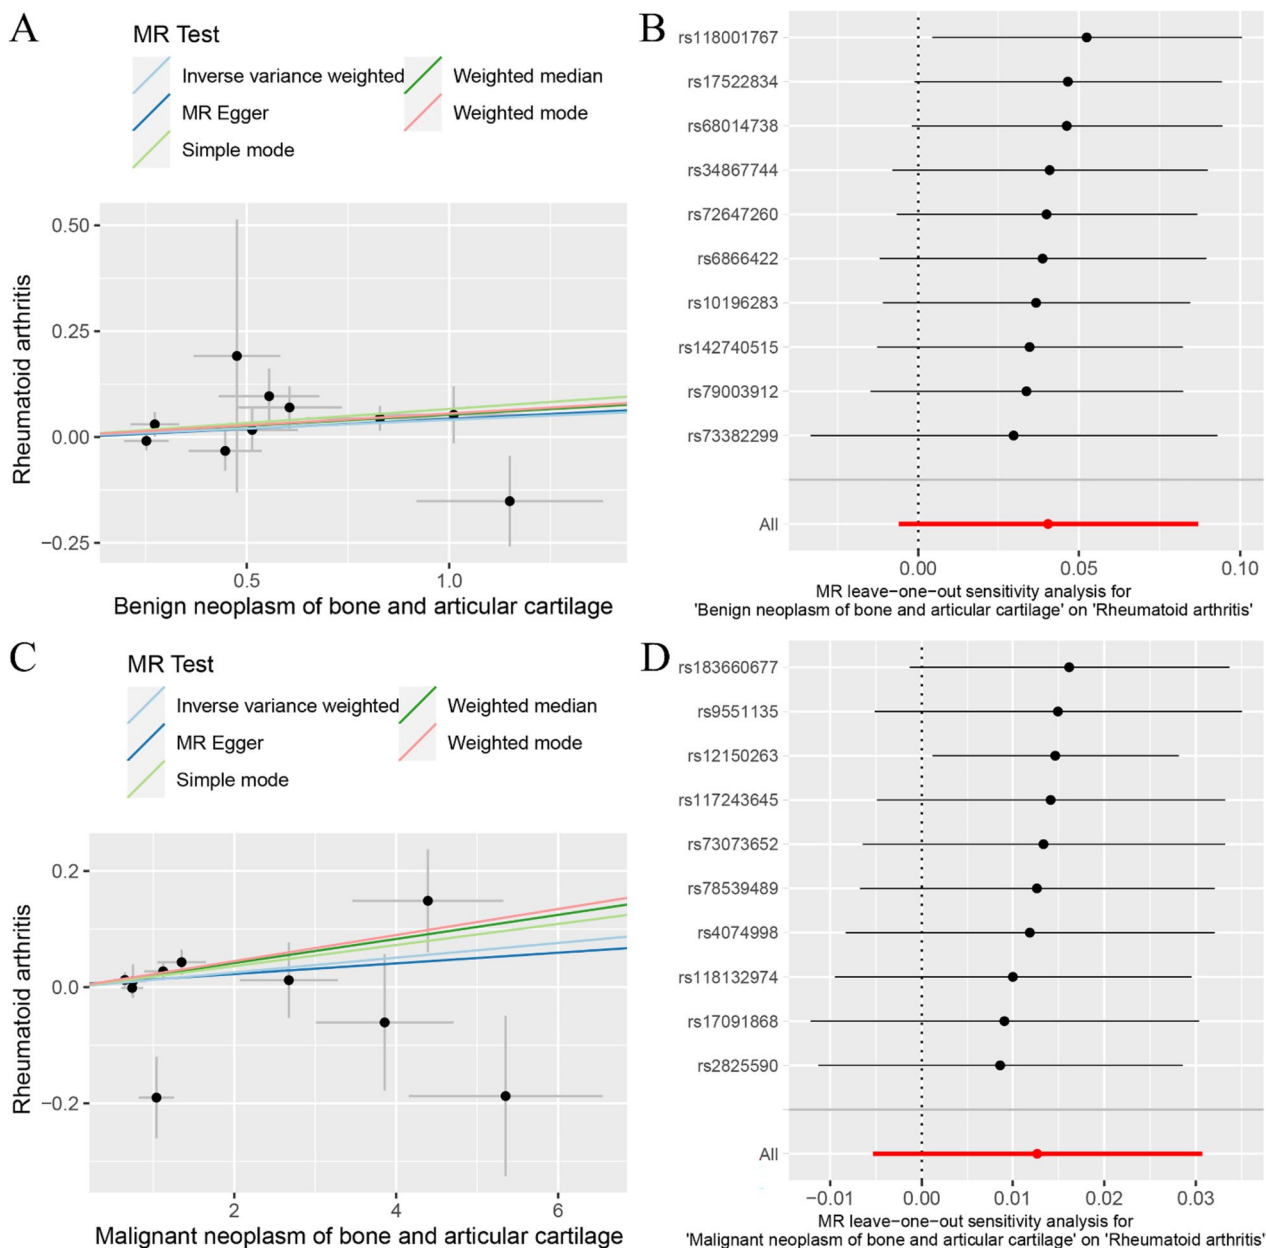 A
MR Test
Inverse variance weighted
Weighted median
MR Egger
Weighted mode
Simple mode
0.50
0.25
0.00
−0.25
Rheumatoid arthritis
0.5
1.0
Benign neoplasm of bone and articular cartilage
B
rs118001767
rs17522834
rs68014738
rs34867744
rs72647260
rs6866422
rs10196283
rs142740515
rs79003912
rs73382299
All
0.00
0.05
0.10
MR leave−one−out sensitivity analysis for
'Benign neoplasm of bone and articular cartilage' on 'Rheumatoid arthritis'
C
MR Test
Inverse variance weighted
Weighted median
MR Egger
Weighted mode
Simple mode
0.2
0.0
−0.2
Rheumatoid arthritis
2
4
6
Malignant neoplasm of bone and articular cartilage
D
rs183660677
rs9551135
rs12150263
rs117243645
rs73073652
rs78539489
rs4074998
rs118132974
rs17091868
rs2825590
All
−0.01
0.00
0.01
0.02
0.03
MR leave−one−out sensitivity analysis for
'Malignant neoplasm of bone and articular cartilage' on 'Rheumatoid arthritis'